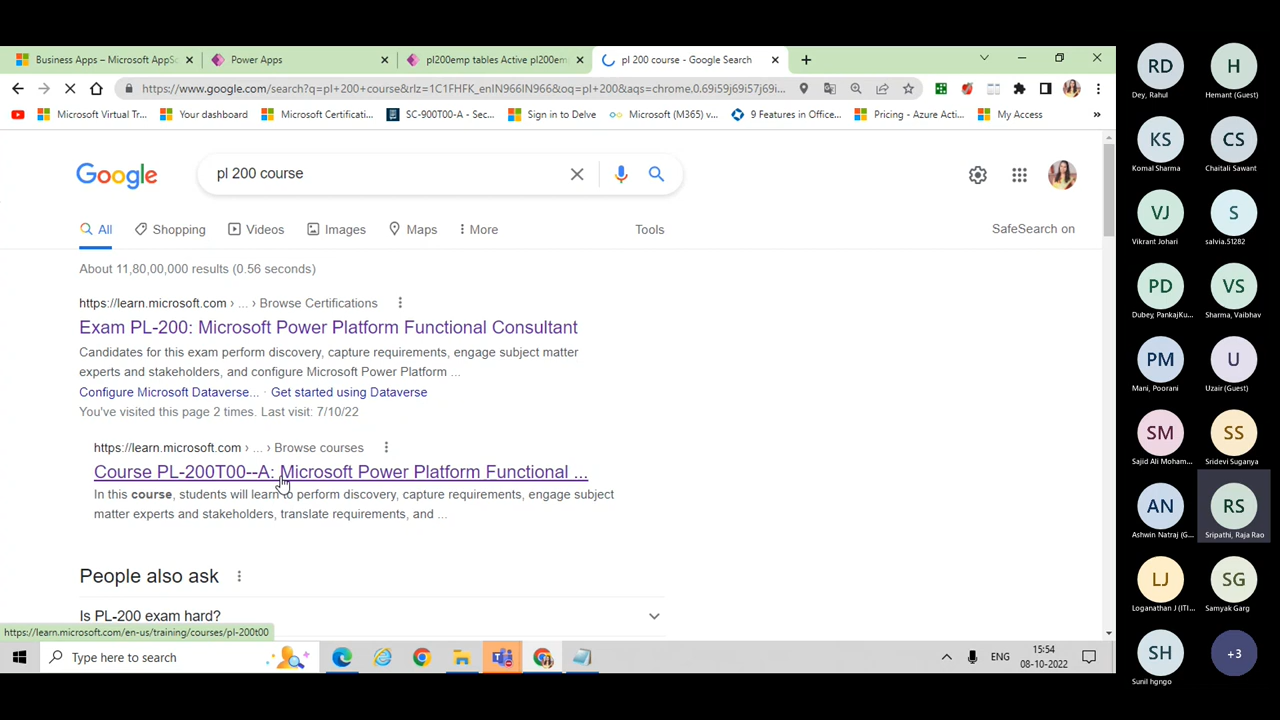 Business Apps – Microsoft AppS
Power Apps
pl200emp tables Active pl200em
pl 200 course - Google Search
https://www.google.com/search?q=pl+200+course&rlz=1C1FHFK_enIN966IN966&oq=pl+200&aqs=chrome.0.69i59j69i57j69i...
Microsoft Virtual Tr...
Your dashboard
Microsoft Certificati...
SC-900T00-A - Sec...
Sign in to Delve
Microsoft (M365) v...
9 Features in Office...
Pricing - Azure Acti...
My Access
»
Google
pl 200 course
All
Shopping
Videos
Images
Maps
More
Tools
SafeSearch on
About 11,80,00,000 results (0.56 seconds)
https://learn.microsoft.com › ... › Browse Certifications
Exam PL-200: Microsoft Power Platform Functional Consultant
Candidates for this exam perform discovery, capture requirements, engage subject matter
experts and stakeholders, and configure Microsoft Power Platform ...
Configure Microsoft Dataverse... · Get started using Dataverse
You've visited this page 2 times. Last visit: 7/10/22
https://learn.microsoft.com › ... › Browse courses
Course PL-200T00--A: Microsoft Power Platform Functional ...
In this course, students will learn to perform discovery, capture requirements, engage subject
matter experts and stakeholders, translate requirements, and ...
People also ask
Is PL-200 exam hard?
https://learn.microsoft.com/en-us/training/courses/pl-200t00
Type here to search
ENG
15:54
08-10-2022
RD
Dey, Rahul
H
Hemant (Guest)
KS
Komal Sharma
CS
Chaitali Sawant
VJ
Vikrant Johari
S
salvia.51282
PD
Dubey, PankajKu...
VS
Sharma, Vaibhav
PM
Mani, Poorani
U
Uzair (Guest)
SM
Sajid Ali Moham...
SS
Sridevi Suganya
AN
Ashwin Natraj (G...
RS
Sripathi, Raja Rao
LJ
Loganathan J (ITI...
SG
Samyak Garg
SH
Sunil hgngo
+3